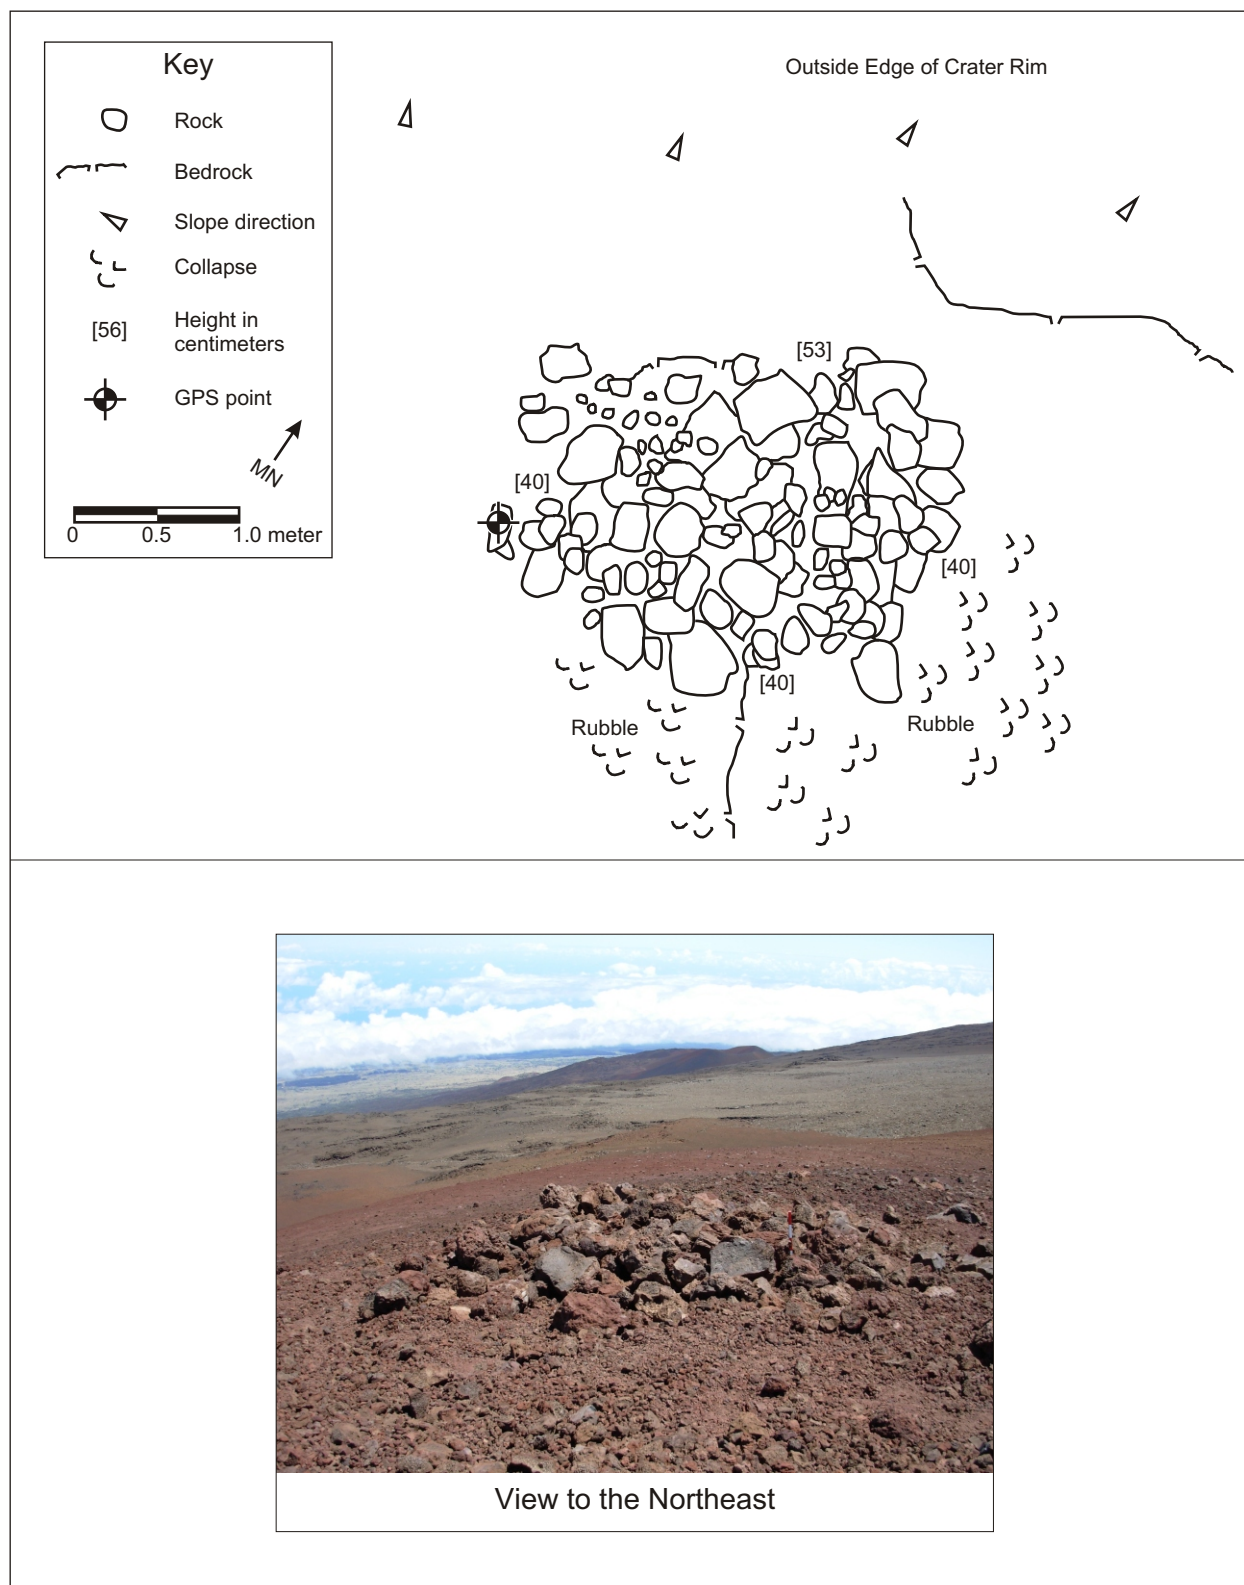 Key
Rock
Bedrock
Slope direction
Collapse
[56]
Height in
centimeters
GPS point
MN
0
0.5
1.0 meter
Outside Edge of Crater Rim
[53]
[40]
[40]
[40]
Rubble
Rubble
View to the Northeast